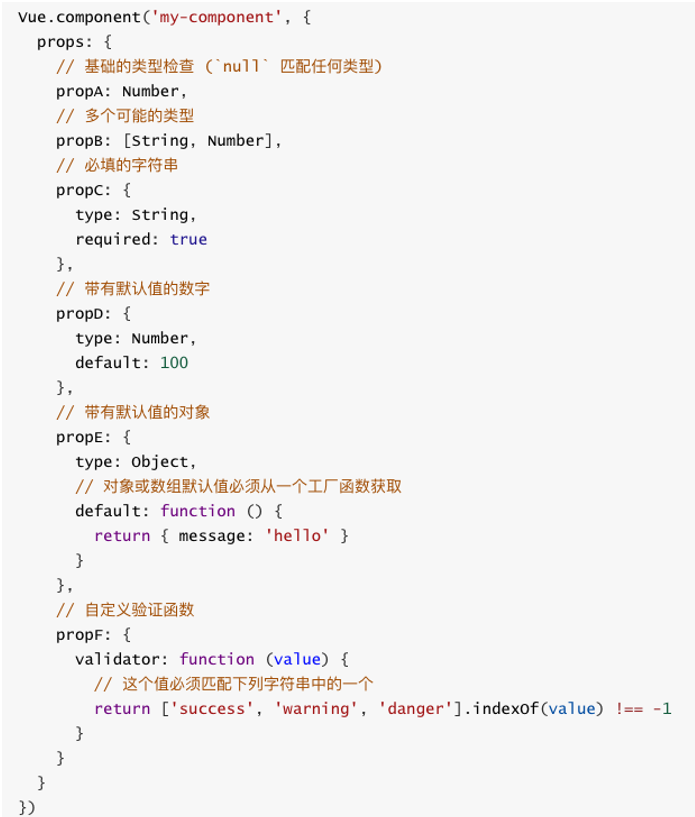 Vue.component('my-component', {
  props: {
    // 基础的类型检查 (`null` 匹配任何类型)
    propA: Number,
    // 多个可能的类型
    propB: [String, Number],
    // 必填的字符串
    propC: {
      type: String,
      required: true
    },
    // 带有默认值的数字
    propD: {
      type: Number,
      default: 100
    },
    // 带有默认值的对象
    propE: {
      type: Object,
      // 对象或数组默认值必须从一个工厂函数获取
      default: function () {
        return { message: 'hello' }
      }
    },
    // 自定义验证函数
    propF: {
      validator: function (value) {
        // 这个值必须匹配下列字符串中的一个
        return ['success', 'warning', 'danger'].indexOf(value) !== -1
      }
    }
  }
})